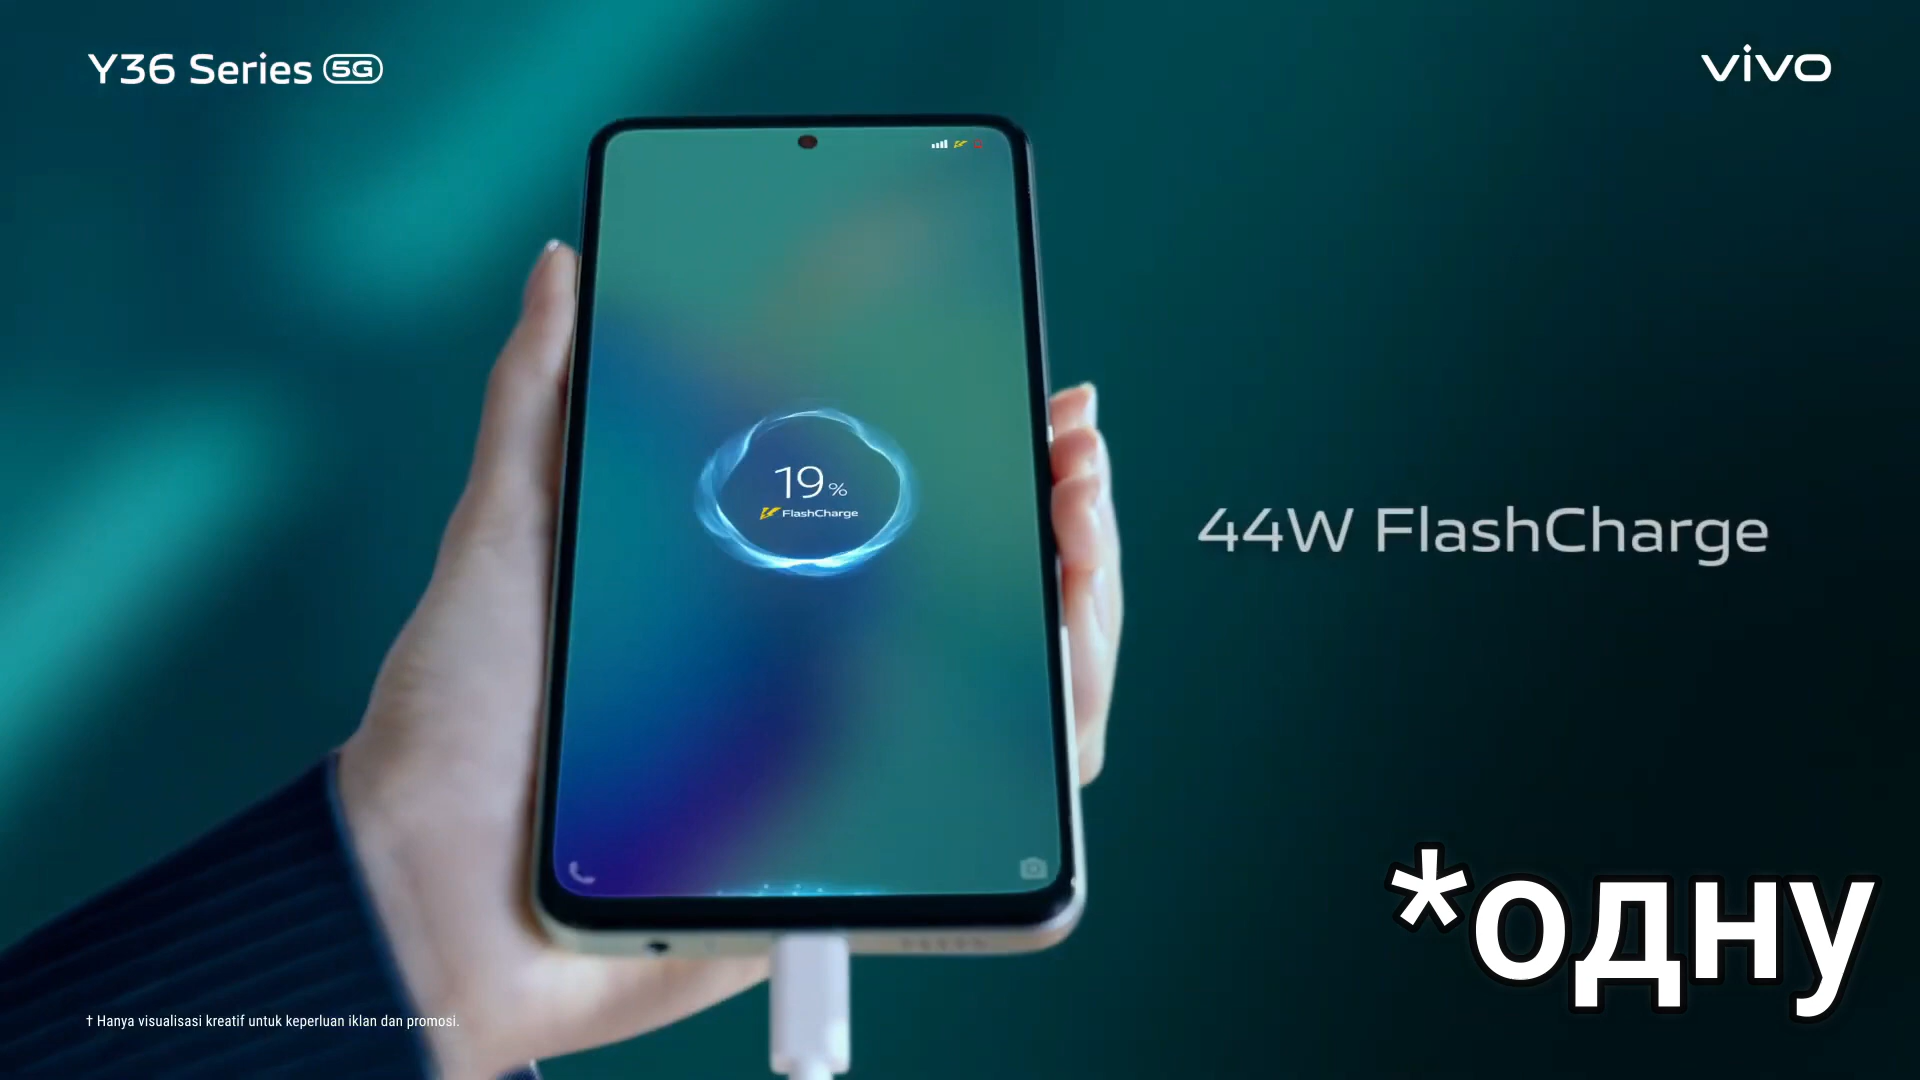 Y36 Series 5G
vivo
19%
FlashCharge
44W FlashCharge
*одну
† Hanya visualisasi kreatif untuk keperluan iklan dan promosi.